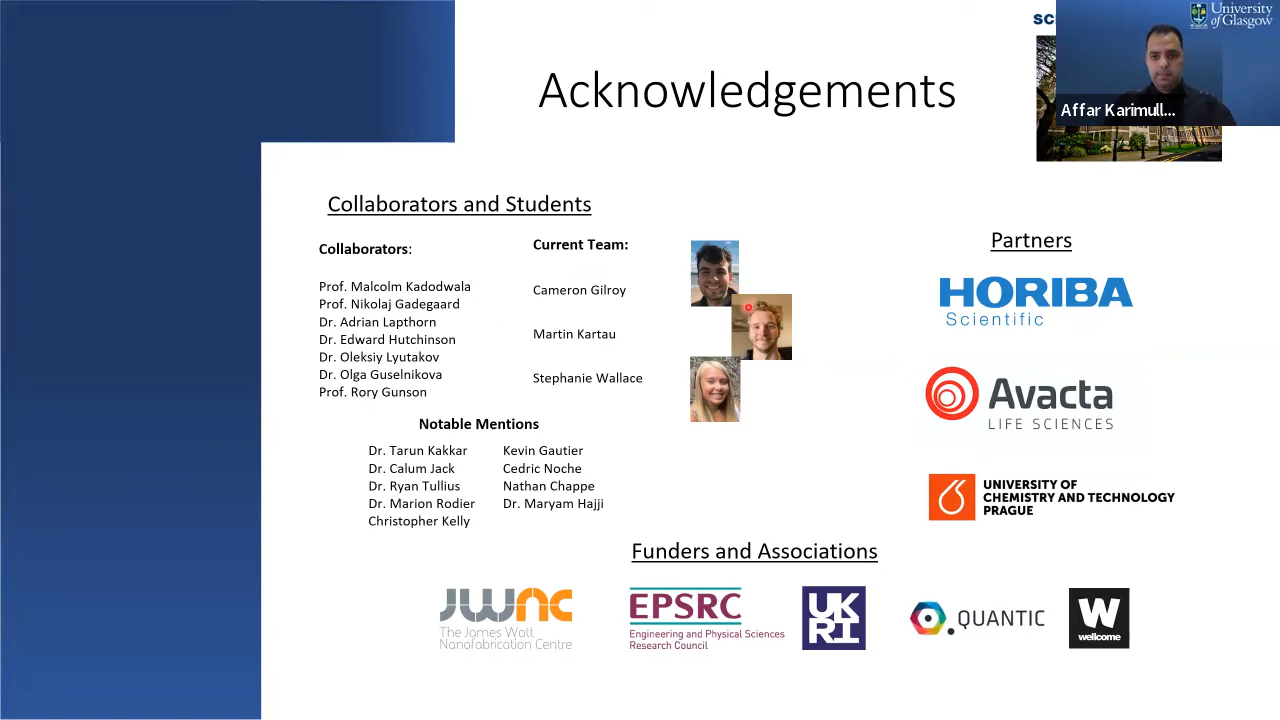 Acknowledgements
SC
University
of Glasgow
Affar Karimull...
Collaborators and Students
Collaborators:
Prof. Malcolm Kadodwala
Prof. Nikolaj Gadegaard
Dr. Adrian Lapthorn
Dr. Edward Hutchinson
Dr. Oleksiy Lyutakov
Dr. Olga Guselnikova
Prof. Rory Gunson
Current Team:
Cameron Gilroy
Martin Kartau
Stephanie Wallace
Notable Mentions
Dr. Tarun Kakkar
Dr. Calum Jack
Dr. Ryan Tullius
Dr. Marion Rodier
Christopher Kelly
Kevin Gautier
Cedric Noche
Nathan Chappe
Dr. Maryam Hajji
Partners
HORIBA
Scientific
Avacta
LIFE SCIENCES
UNIVERSITY OF
CHEMISTRY AND TECHNOLOGY
PRAGUE
Funders and Associations
JWNC
The James Watt
Nanofabrication Centre
EPSRC
Engineering and Physical Sciences
Research Council
UK
RI
QUANTIC
W
wellcome